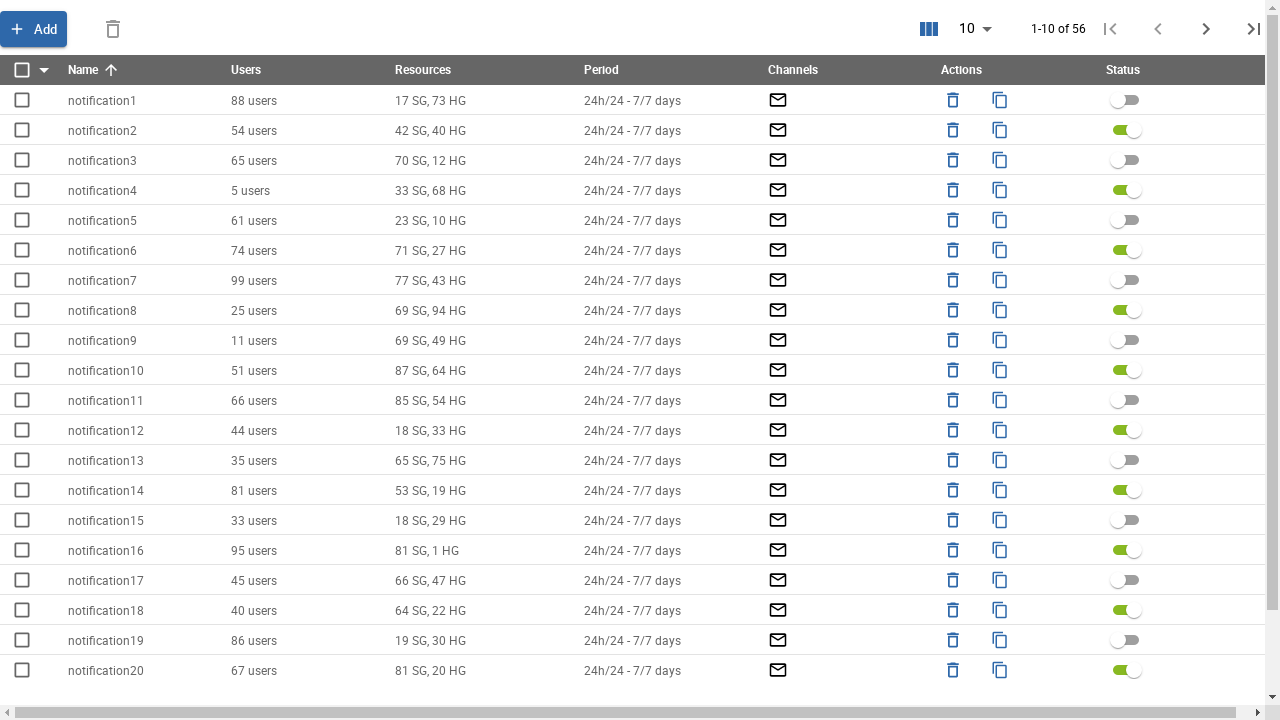 Add 10 1-10 of 56
Name Users Resources Period Channels Actions Status
notification1 88 users 17 SG, 73 HG 24h/24 - 7/7 days
notification2 54 users 42 SG, 40 HG 24h/24 - 7/7 days
notification3 65 users 70 SG, 12 HG 24h/24 - 7/7 days
notification4 5 users 33 SG, 68 HG 24h/24 - 7/7 days
notification5 61 users 23 SG, 10 HG 24h/24 - 7/7 days
notification6 74 users 71 SG, 27 HG 24h/24 - 7/7 days
notification7 99 users 77 SG, 43 HG 24h/24 - 7/7 days
notification8 25 users 69 SG, 94 HG 24h/24 - 7/7 days
notification9 11 users 69 SG, 49 HG 24h/24 - 7/7 days
notification10 51 users 87 SG, 64 HG 24h/24 - 7/7 days
notification11 66 users 85 SG, 54 HG 24h/24 - 7/7 days
notification12 44 users 18 SG, 33 HG 24h/24 - 7/7 days
notification13 35 users 65 SG, 75 HG 24h/24 - 7/7 days
notification14 81 users 53 SG, 19 HG 24h/24 - 7/7 days
notification15 33 users 18 SG, 29 HG 24h/24 - 7/7 days
notification16 95 users 81 SG, 1 HG 24h/24 - 7/7 days
notification17 45 users 66 SG, 47 HG 24h/24 - 7/7 days
notification18 40 users 64 SG, 22 HG 24h/24 - 7/7 days
notification19 86 users 19 SG, 30 HG 24h/24 - 7/7 days
notification20 67 users 81 SG, 20 HG 24h/24 - 7/7 days